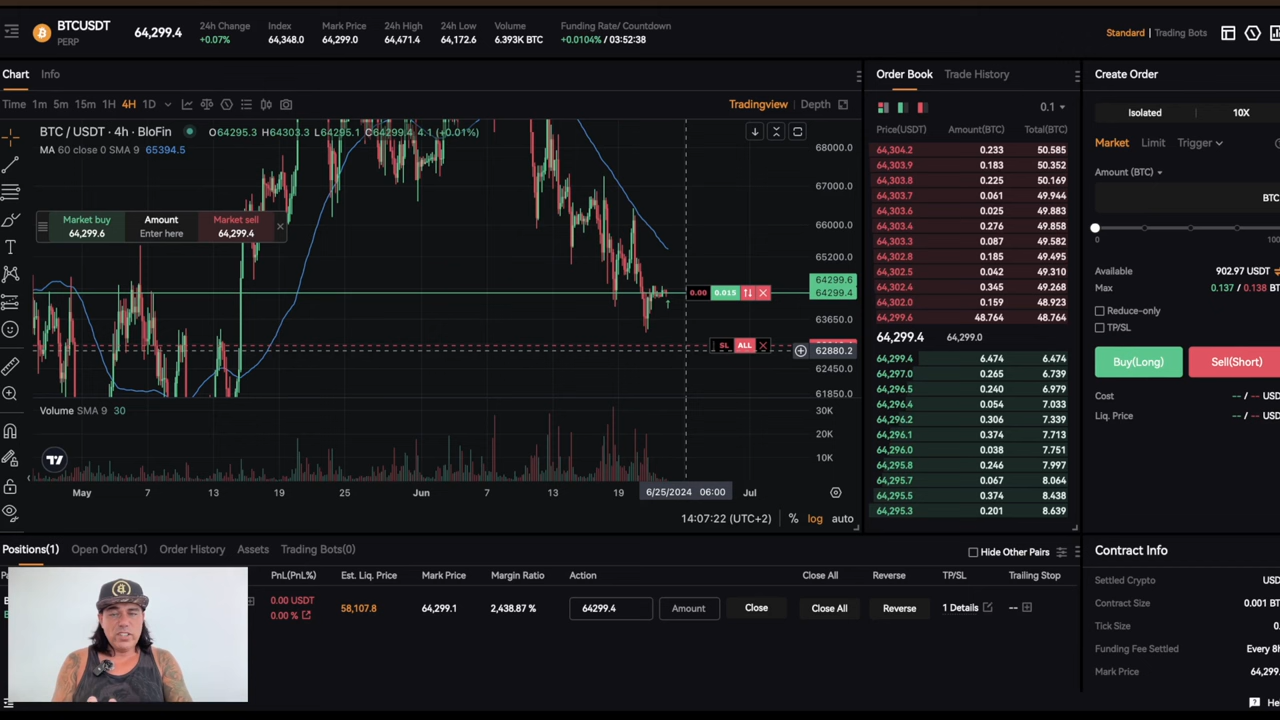 BTCUSDT
PERP
64,299.4
24h Change
+0.07%
Index
64,348.0
Mark Price
64,299.0
24h High
64,471.4
24h Low
64,172.6
Volume
6.393K BTC
Funding Rate/ Countdown
+0.0104% / 03:52:38
Standard | Trading Bots
Chart Info
Time 1m 5m 15m 1H 4H 1D
Tradingview Depth
BTC / USDT · 4h · BloFin O64295.3 H64303.3 L64295.1 C64299.4 4.1 (+0.01%)
MA 60 close 0 SMA 9 65394.5
Market buy
64,299.6
Amount
Enter here
Market sell
64,299.4
68000.0
67000.0
66000.0
65200.0
64299.6
64299.4
63650.0
62880.2
62450.0
61850.0
0.00 0.015
SL ALL
Volume SMA 9 30
30K
20K
10K
May 7 13 19 25 Jun 7 13 19 6/25/2024 06:00 Jul
14:07:22 (UTC+2) % log auto
Order Book Trade History
0.1
Price(USDT) Amount(BTC) Total(BTC)
64,304.2 0.233 50.585
64,303.9 0.183 50.352
64,303.8 0.225 50.169
64,303.7 0.061 49.944
64,303.6 0.025 49.883
64,303.4 0.276 49.858
64,303.3 0.087 49.582
64,302.8 0.185 49.495
64,302.5 0.042 49.310
64,302.4 0.345 49.268
64,302.0 0.159 48.923
64,299.6 48.764 48.764
64,299.4 64,299.0
64,299.4 6.474 6.474
64,297.0 0.265 6.739
64,296.5 0.240 6.979
64,296.4 0.054 7.033
64,296.2 0.306 7.339
64,296.1 0.374 7.713
64,296.0 0.038 7.751
64,295.8 0.246 7.997
64,295.7 0.067 8.064
64,295.5 0.374 8.438
64,295.3 0.201 8.639
Create Order
Isolated 10X
Market Limit Trigger
Amount (BTC)
BTC
0 100
Available 902.97 USDT
Max 0.137 / 0.138 BT
Reduce-only
TP/SL
Buy(Long) Sell(Short)
Cost -- / -- USD
Liq. Price -- / -- USD
Positions(1) Open Orders(1) Order History Assets Trading Bots(0)
Hide Other Pairs
PnL(PnL%) Est. Liq. Price Mark Price Margin Ratio Action Close All Reverse TP/SL Trailing Stop
0.00 USDT
0.00 %
58,107.8 64,299.1 2,438.87 % 64299.4 Amount Close Close All Reverse 1 Details --
Contract Info
Settled Crypto USD
Contract Size 0.001 BT
Tick Size 0.
Funding Fee Settled Every 8h
Mark Price 64,299.
He